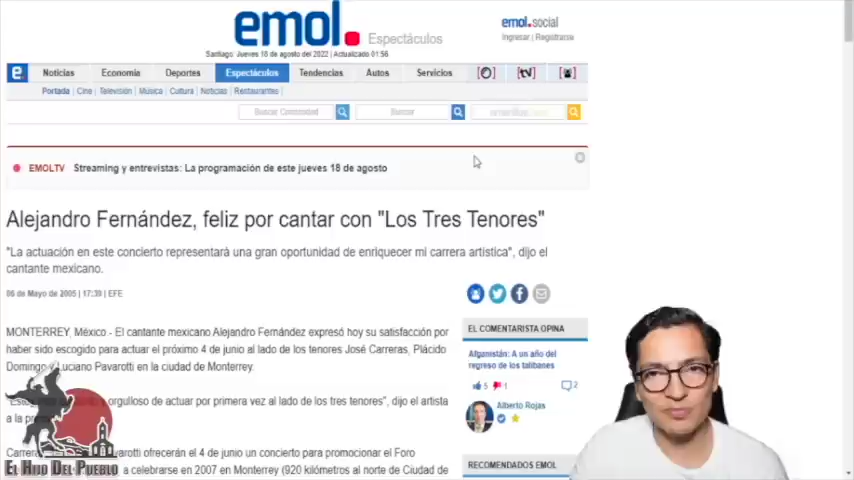 emol.
Espectáculos
emol.social
Ingresar | Registrarse
Santiago: Jueves 18 de agosto del 2022 | Actualizado 01:56
e Noticias Economía Deportes Espectáculos Tendencias Autos Servicios tv
Portada | Cine | Televisión | Música | Cultura | Noticias | Restaurantes
Buscar Comunidad Buscar
EMOLTV Streaming y entrevistas: La programación de este jueves 18 de agosto
Alejandro Fernández, feliz por cantar con "Los Tres Tenores"
"La actuación en este concierto representará una gran oportunidad de enriquecer mi carrera artística", dijo el
cantante mexicano.
06 de Mayo de 2005 | 17:39 | EFE
MONTERREY, México.- El cantante mexicano Alejandro Fernández expresó hoy su satisfacción por
haber sido escogido para actuar el próximo 4 de junio al lado de los tenores José Carreras, Plácido
Domingo y Luciano Pavarotti en la ciudad de Monterrey.
orgulloso de actuar por primera vez al lado de los tres tenores", dijo el artista
a la
Carre varotti ofrecerán el 4 de junio un concierto para promocionar el Foro
a celebrarse en 2007 en Monterrey (920 kilómetros al norte de Ciudad de
EL COMENTARISTA OPINA
Afganistán: A un año del
regreso de los talibanes
5 1 2
Alberto Rojas
RECOMENDADOS EMOL
EL HIJO DEL PUEBLO